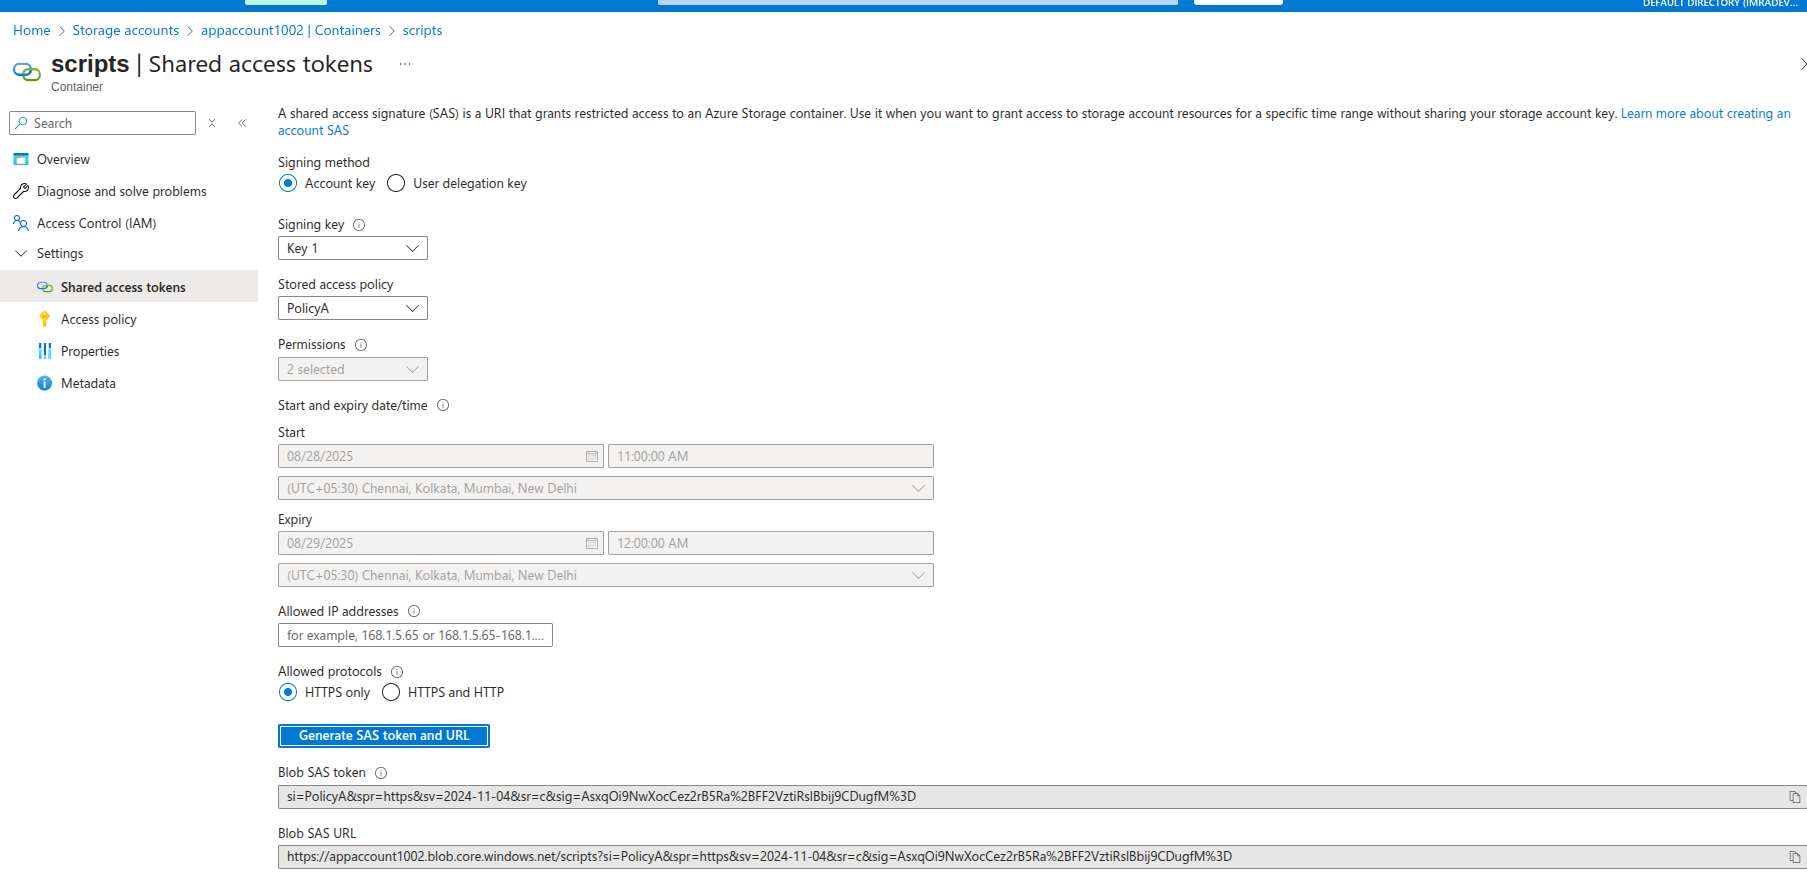 DEFAULT DIRECTORY (IMRADEV...
Home > Storage accounts > appaccount1002 | Containers > scripts
scripts | Shared access tokens ...
Container
Search
Overview
Diagnose and solve problems
Access Control (IAM)
Settings
Shared access tokens
Access policy
Properties
Metadata
A shared access signature (SAS) is a URI that grants restricted access to an Azure Storage container. Use it when you want to grant access to storage account resources for a specific time range without sharing your storage account key. Learn more about creating an
account SAS
Signing method
Account key User delegation key
Signing key
Key 1
Stored access policy
PolicyA
Permissions
2 selected
Start and expiry date/time
Start
08/28/2025 11:00:00 AM
(UTC+05:30) Chennai, Kolkata, Mumbai, New Delhi
Expiry
08/29/2025 12:00:00 AM
(UTC+05:30) Chennai, Kolkata, Mumbai, New Delhi
Allowed IP addresses
for example, 168.1.5.65 or 168.1.5.65-168.1....
Allowed protocols
HTTPS only HTTPS and HTTP
Generate SAS token and URL
Blob SAS token
si=PolicyA&spr=https&sv=2024-11-04&sr=c&sig=AsxqOi9NwXocCez2rB5Ra%2BFF2VztiRslBbij9CDugfM%3D
Blob SAS URL
https://appaccount1002.blob.core.windows.net/scripts?si=PolicyA&spr=https&sv=2024-11-04&sr=c&sig=AsxqOi9NwXocCez2rB5Ra%2BFF2VztiRslBbij9CDugfM%3D